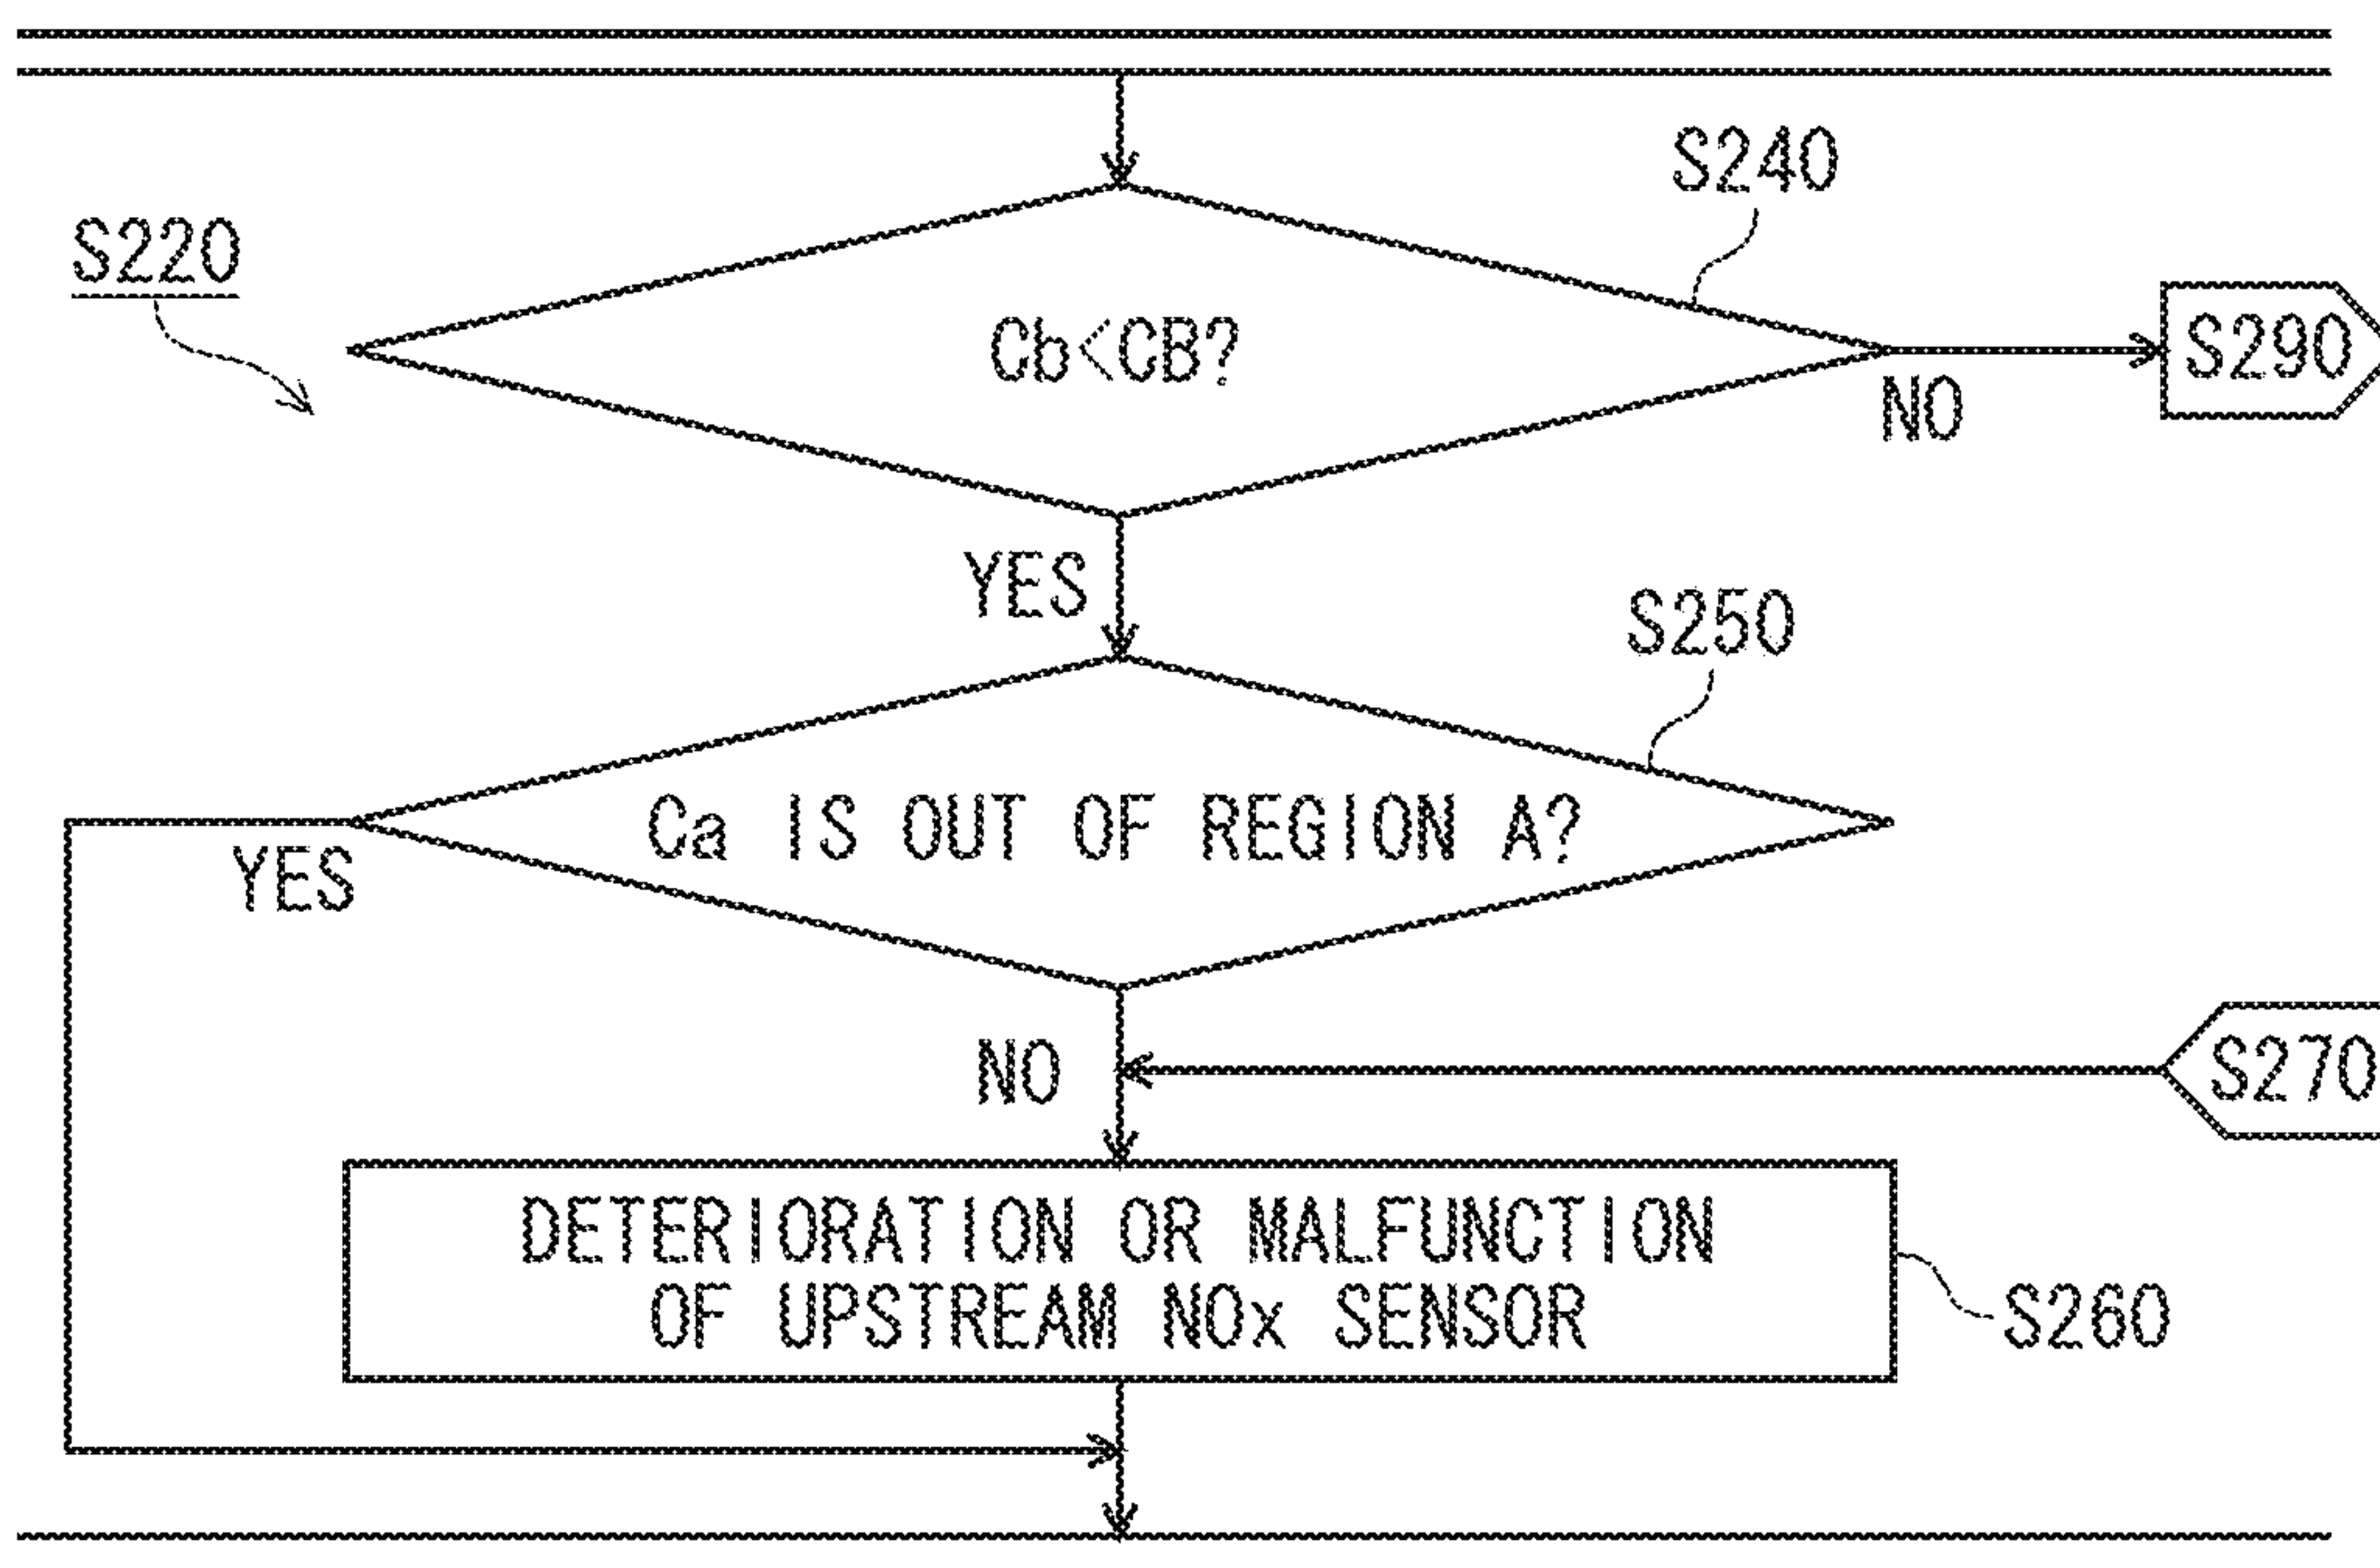 S240
S220
Cb<CB?
S290
NO
YES
S250
Ca IS OUT OF REGION A?
YES
NO
S270
DETERIORATION OR MALFUNCTION
OF UPSTREAM NOx SENSOR
S260